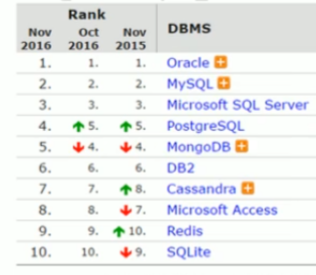 Rank
Nov 2016 Oct 2016 Nov 2015 DBMS
1. 1. 1. Oracle
2. 2. 2. MySQL
3. 3. 3. Microsoft SQL Server
4. 5. 5. PostgreSQL
5. 4. 4. MongoDB
6. 6. 6. DB2
7. 7. 8. Cassandra
8. 8. 7. Microsoft Access
9. 9. 10. Redis
10. 10. 9. SQLite